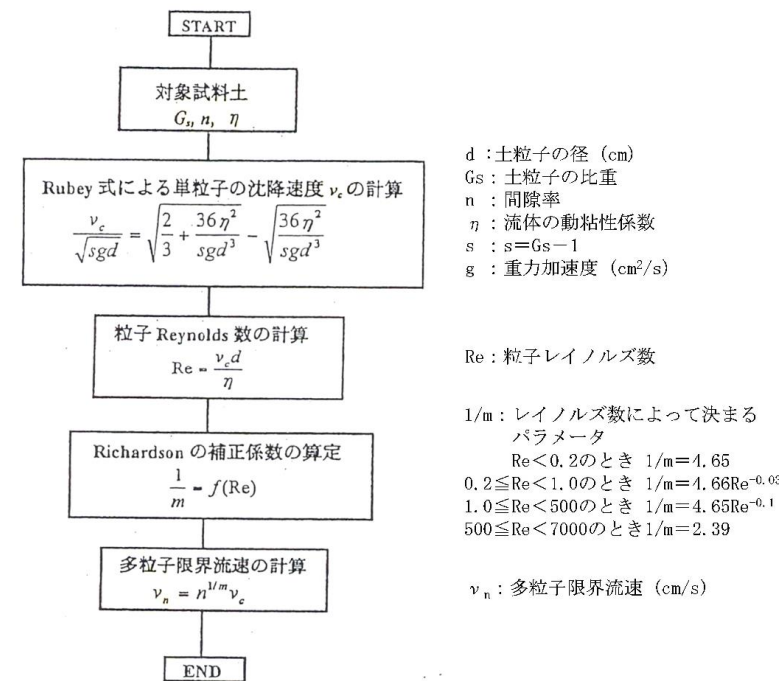 START
対象試料土
Gs, n, η
Rubey 式による単粒子の沈降速度 νcの計算
νc/√sgd = √(2/3 + 36η²/sgd³) − √(36η²/sgd³)
粒子 Reynolds 数の計算
Re = νcd/η
Richardson の補正係数の算定
1/m = f(Re)
多粒子限界流速の計算
νn = n^1/m νc
END
d :土粒子の径 (cm)
Gs:土粒子の比重
n :間隙率
η:流体の動粘性係数
s :s=Gs−1
g :重力加速度 (cm²/s)
Re:粒子レイノルズ数
1/m:レイノルズ数によって決まる
パラメータ
Re<0.2のとき 1/m=4.65
0.2≦Re<1.0のとき 1/m=4.66Re^-0.03
1.0≦Re<500のとき 1/m=4.65Re^-0.1
500≦Re<7000のとき1/m=2.39
νn:多粒子限界流速 (cm/s)